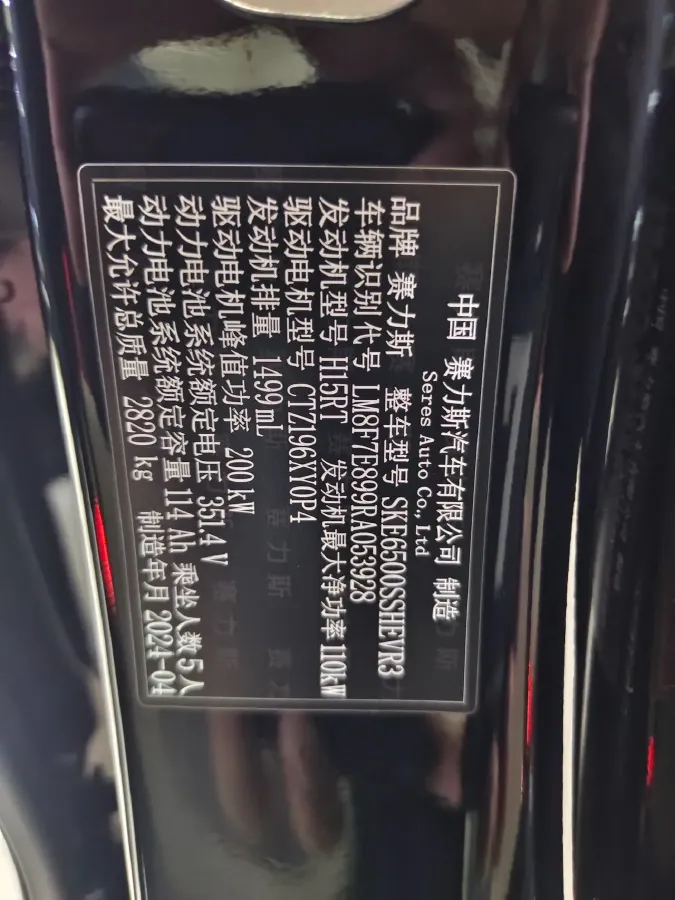 中国 赛力斯汽车有限公司 制造
Seres Auto Co., Ltd
品牌 赛力斯 整车型号 SKE6500SSHEVR3
车辆识别代号 LM8F7E899RA053928
发动机型号 H15RT 发动机最大净功率 110kW
驱动电机型号 CTZ196XY0P4
发动机排量 1499 mL
驱动电机峰值功率 200 kW
动力电池系统额定电压 351.4 V
动力电池系统额定容量 114 Ah 乘坐人数 5人
最大允许总质量 2820 kg 制造年月 2024-04